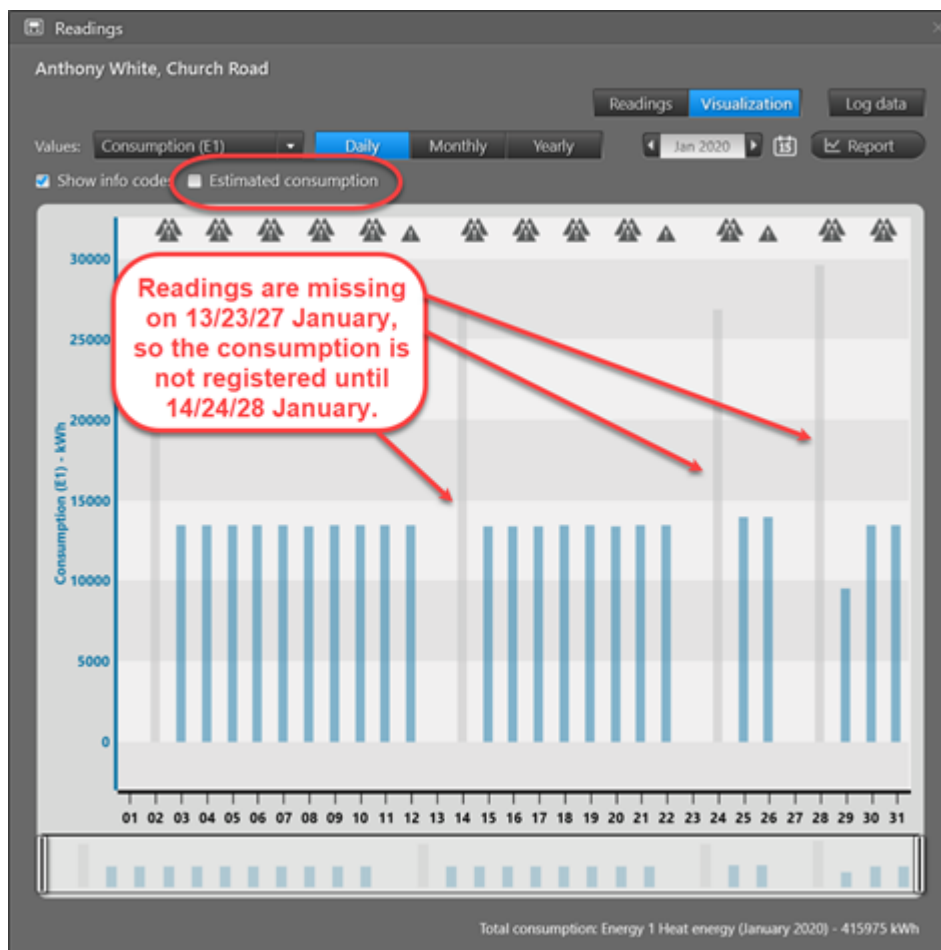 Readings
Anthony White, Church Road
Readings Visualization Log data
Values: Consumption (E1) Daily Monthly Yearly Jan 2020 15 Report
Show info codes Estimated consumption
30000
25000
20000
15000
10000
5000
0
Consumption (E1) - kWh
Readings are missing
on 13/23/27 January,
so the consumption is
not registered until
14/24/28 January.
01 02 03 04 05 06 07 08 09 10 11 12 13 14 15 16 17 18 19 20 21 22 23 24 25 26 27 28 29 30 31
Total consumption: Energy 1 Heat energy (January 2020) - 415975 kWh